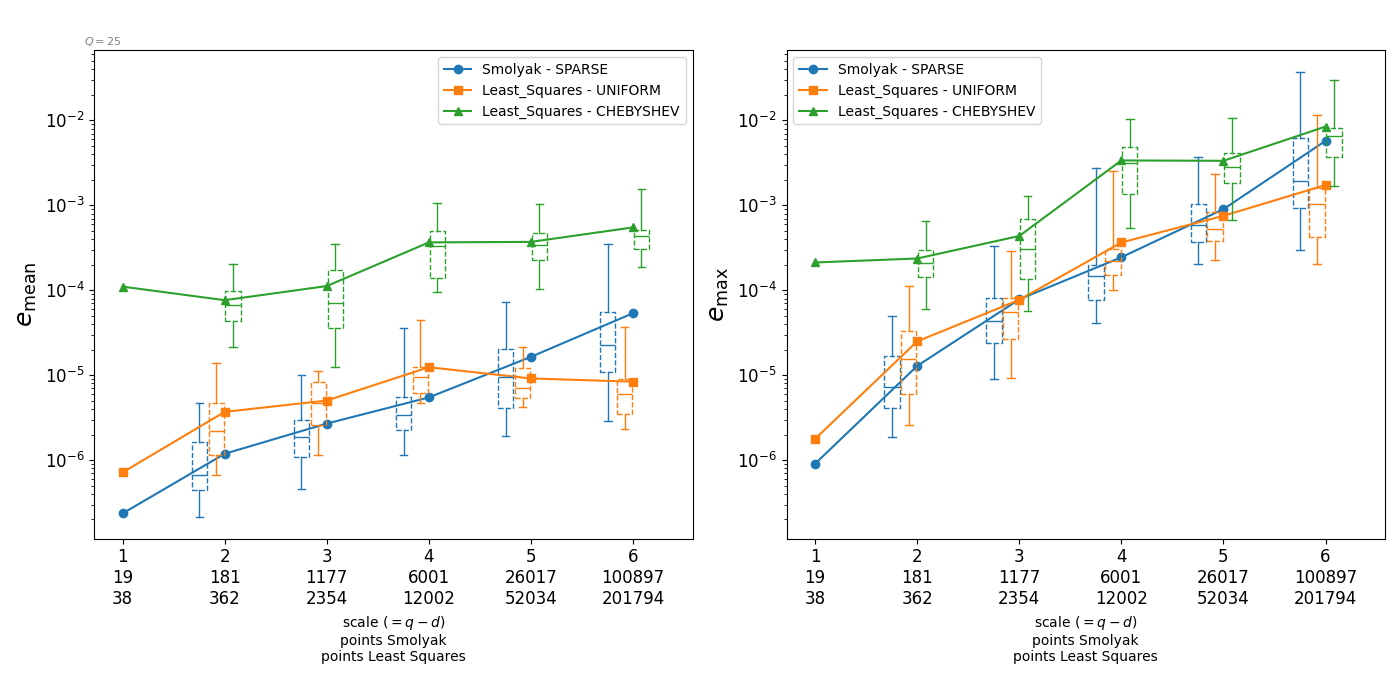 Q = 25
Smolyak - SPARSE
Least_Squares - UNIFORM
Least_Squares - CHEBYSHEV
10⁻²
10⁻³
10⁻⁴
10⁻⁵
10⁻⁶
e_mean
1 2 3 4 5 6
19 181 1177 6001 26017 100897
38 362 2354 12002 52034 201794
scale (= q − d)
points Smolyak
points Least Squares
Smolyak - SPARSE
Least_Squares - UNIFORM
Least_Squares - CHEBYSHEV
10⁻²
10⁻³
10⁻⁴
10⁻⁵
10⁻⁶
e_max
1 2 3 4 5 6
19 181 1177 6001 26017 100897
38 362 2354 12002 52034 201794
scale (= q − d)
points Smolyak
points Least Squares